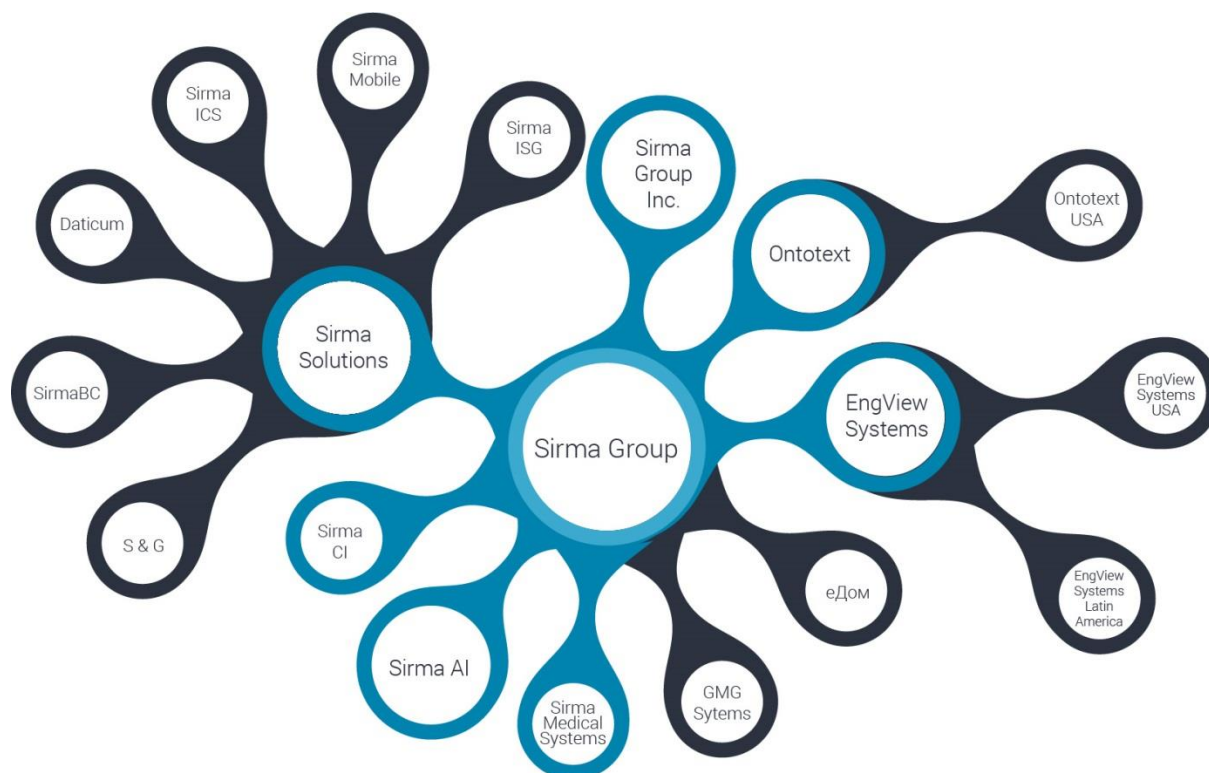 Sirma
Mobile
Sirma
ICS
Sirma
ISG
Sirma
Group
Inc.
Ontotext
USA
Daticum
Ontotext
Sirma
Solutions
SirmaBC
EngView
Systems
USA
EngView
Systems
Sirma Group
S & G
Sirma
CI
еДом
EngView
Systems
Latin
America
Sirma AI
GMG
Sytems
Sirma
Medical
Systems